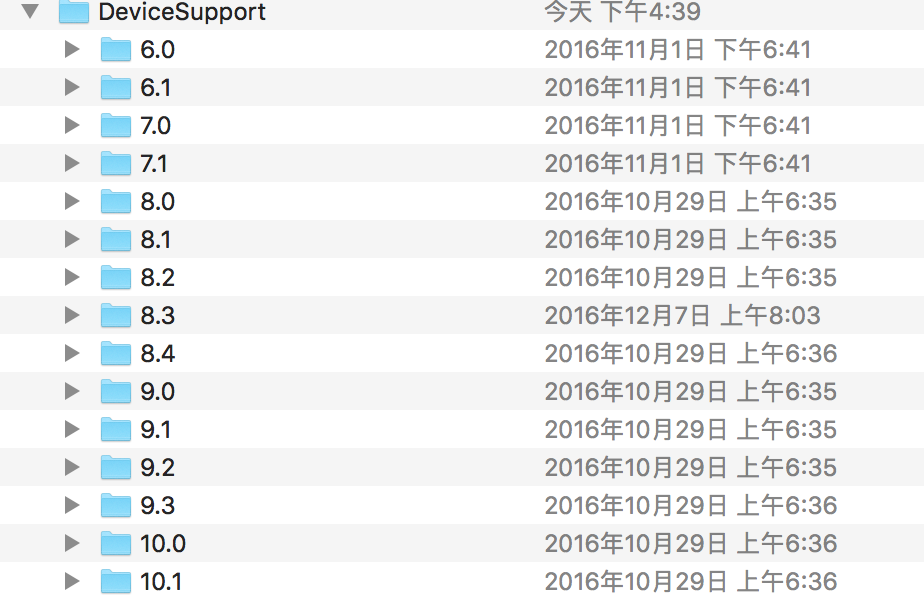 DeviceSupport 今天 下午4:39
6.0 2016年11月1日 下午6:41
6.1 2016年11月1日 下午6:41
7.0 2016年11月1日 下午6:41
7.1 2016年11月1日 下午6:41
8.0 2016年10月29日 上午6:35
8.1 2016年10月29日 上午6:35
8.2 2016年10月29日 上午6:35
8.3 2016年12月7日 上午8:03
8.4 2016年10月29日 上午6:36
9.0 2016年10月29日 上午6:35
9.1 2016年10月29日 上午6:35
9.2 2016年10月29日 上午6:35
9.3 2016年10月29日 上午6:36
10.0 2016年10月29日 上午6:36
10.1 2016年10月29日 上午6:36